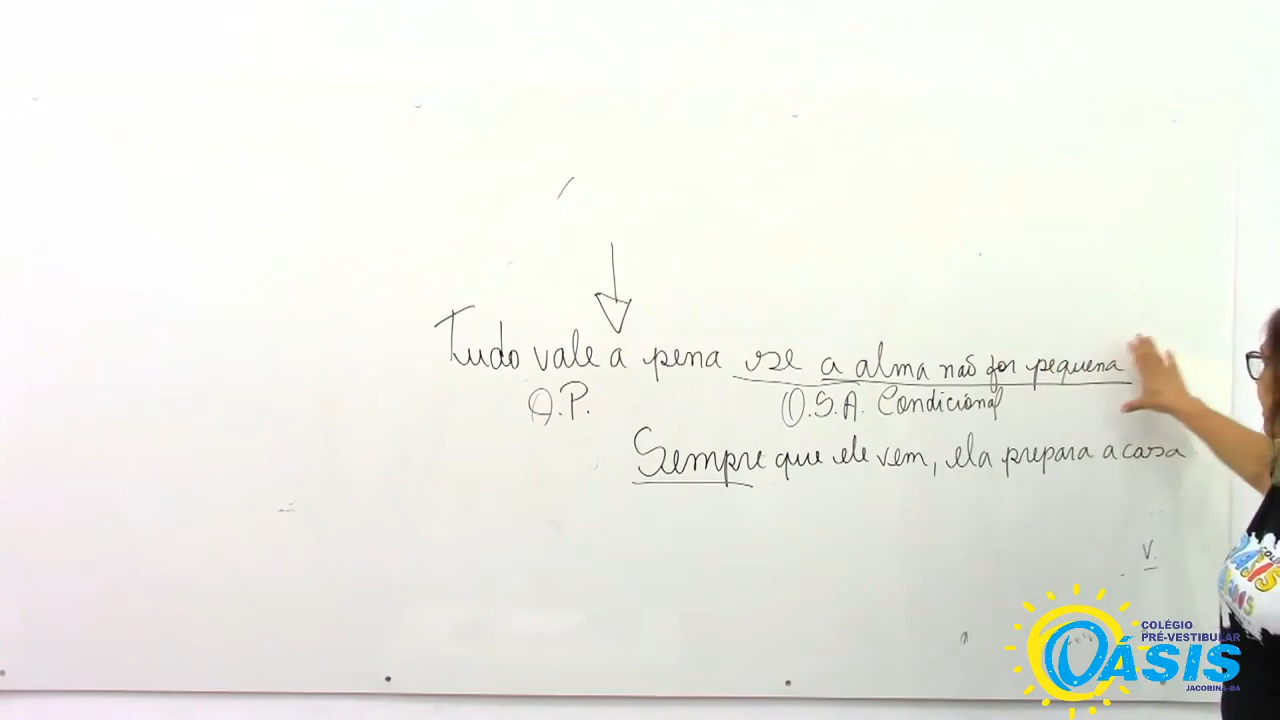 Tudo vale a pena se a alma não for pequena
O.P. O.S.A. Condicional
Sempre que ele vem, ela prepara a casa
V.
COLÉGIO
PRÉ-VESTIBULAR
OÁSIS
JACOBINA-BA